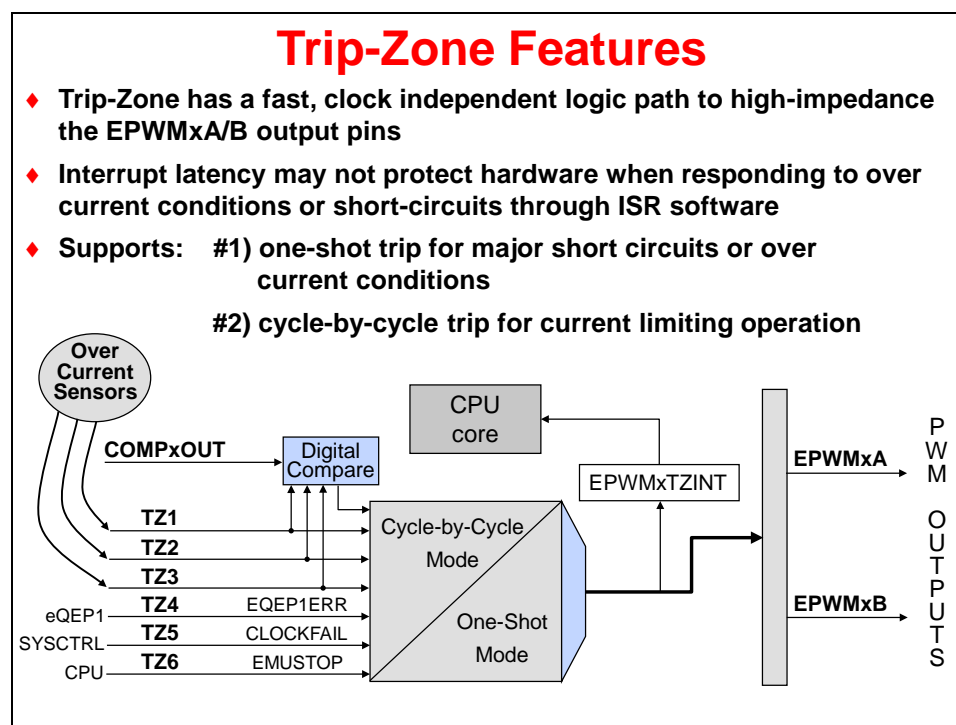 Trip-Zone Features
♦ Trip-Zone has a fast, clock independent logic path to high-impedance
the EPWMxA/B output pins
♦ Interrupt latency may not protect hardware when responding to over
current conditions or short-circuits through ISR software
♦ Supports: #1) one-shot trip for major short circuits or over
current conditions
#2) cycle-by-cycle trip for current limiting operation
Over
Current
Sensors
CPU
core
COMPxOUT
Digital
Compare
EPWMxTZINT
EPWMxA
TZ1
TZ2
TZ3
TZ4
TZ5
TZ6
eQEP1
SYSCTRL
CPU
EQEP1ERR
CLOCKFAIL
EMUSTOP
Cycle-by-Cycle
Mode
One-Shot
Mode
EPWMxB
PWM OUTPUTS